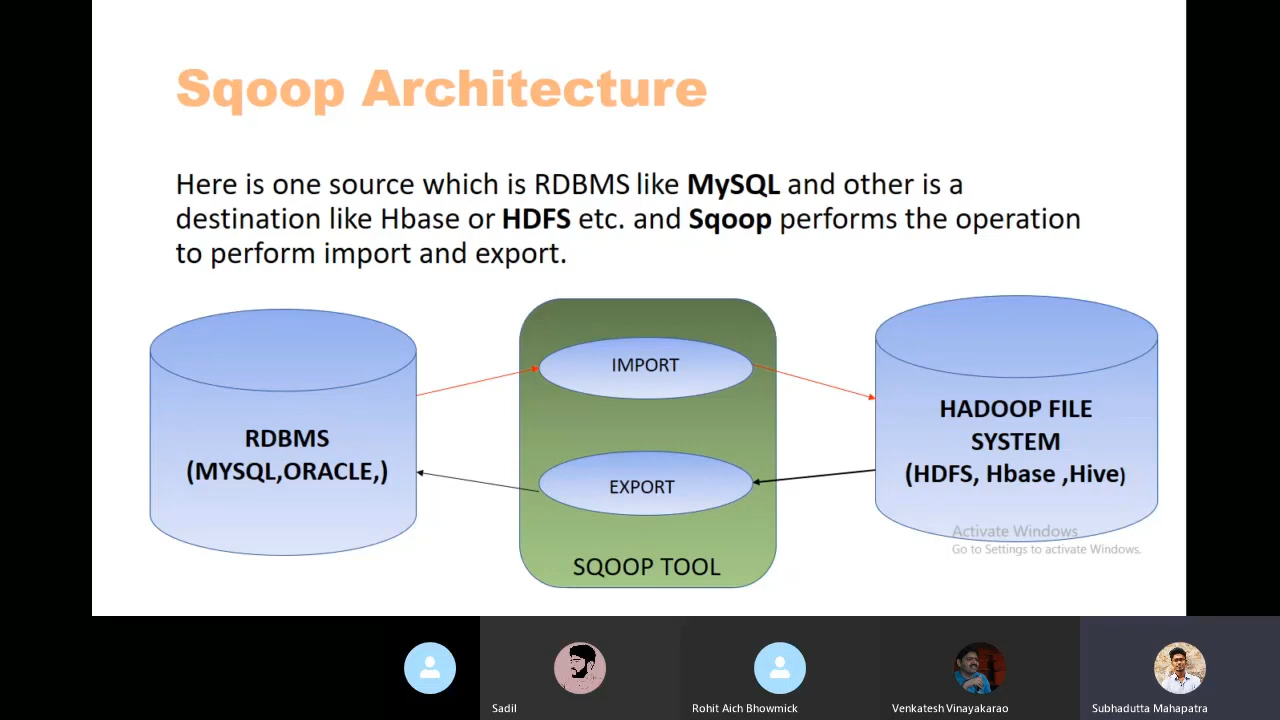 Sqoop Architecture
Here is one source which is RDBMS like MySQL and other is a
destination like Hbase or HDFS etc. and Sqoop performs the operation
to perform import and export.
IMPORT
RDBMS
(MYSQL,ORACLE,)
EXPORT
SQOOP TOOL
HADOOP FILE
SYSTEM
(HDFS, Hbase ,Hive)
Activate Windows
Go to Settings to activate Windows.
Sadil
Rohit Aich Bhowmick
Venkatesh Vinayakarao
Subhadutta Mahapatra